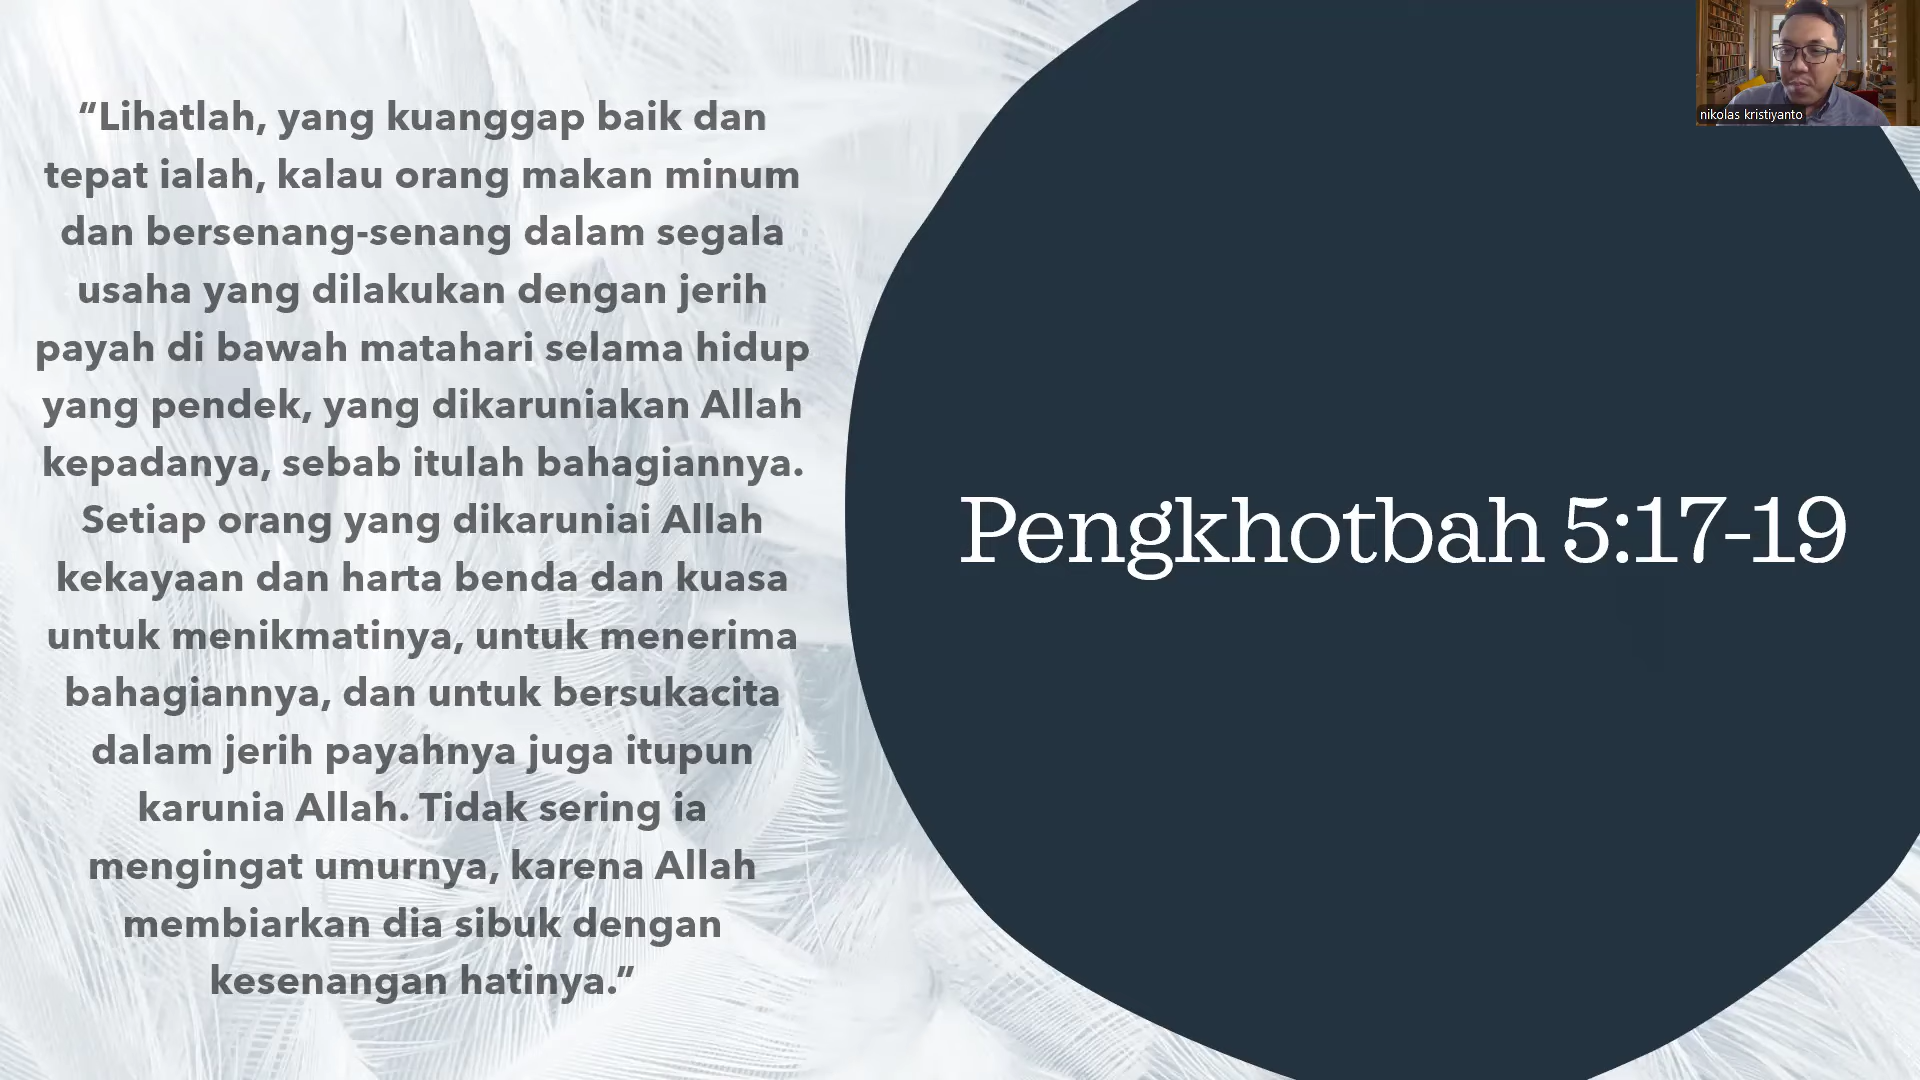 “Lihatlah, yang kuanggap baik dan
tepat ialah, kalau orang makan minum
dan bersenang-senang dalam segala
usaha yang dilakukan dengan jerih
payah di bawah matahari selama hidup
yang pendek, yang dikaruniakan Allah
kepadanya, sebab itulah bahagiannya.
Setiap orang yang dikaruniai Allah
kekayaan dan harta benda dan kuasa
untuk menikmatinya, untuk menerima
bahagiannya, dan untuk bersukacita
dalam jerih payahnya juga itupun
karunia Allah. Tidak sering ia
mengingat umurnya, karena Allah
membiarkan dia sibuk dengan
kesenangan hatinya.”
Pengkhotbah 5:17-19
nikolas kristiyanto